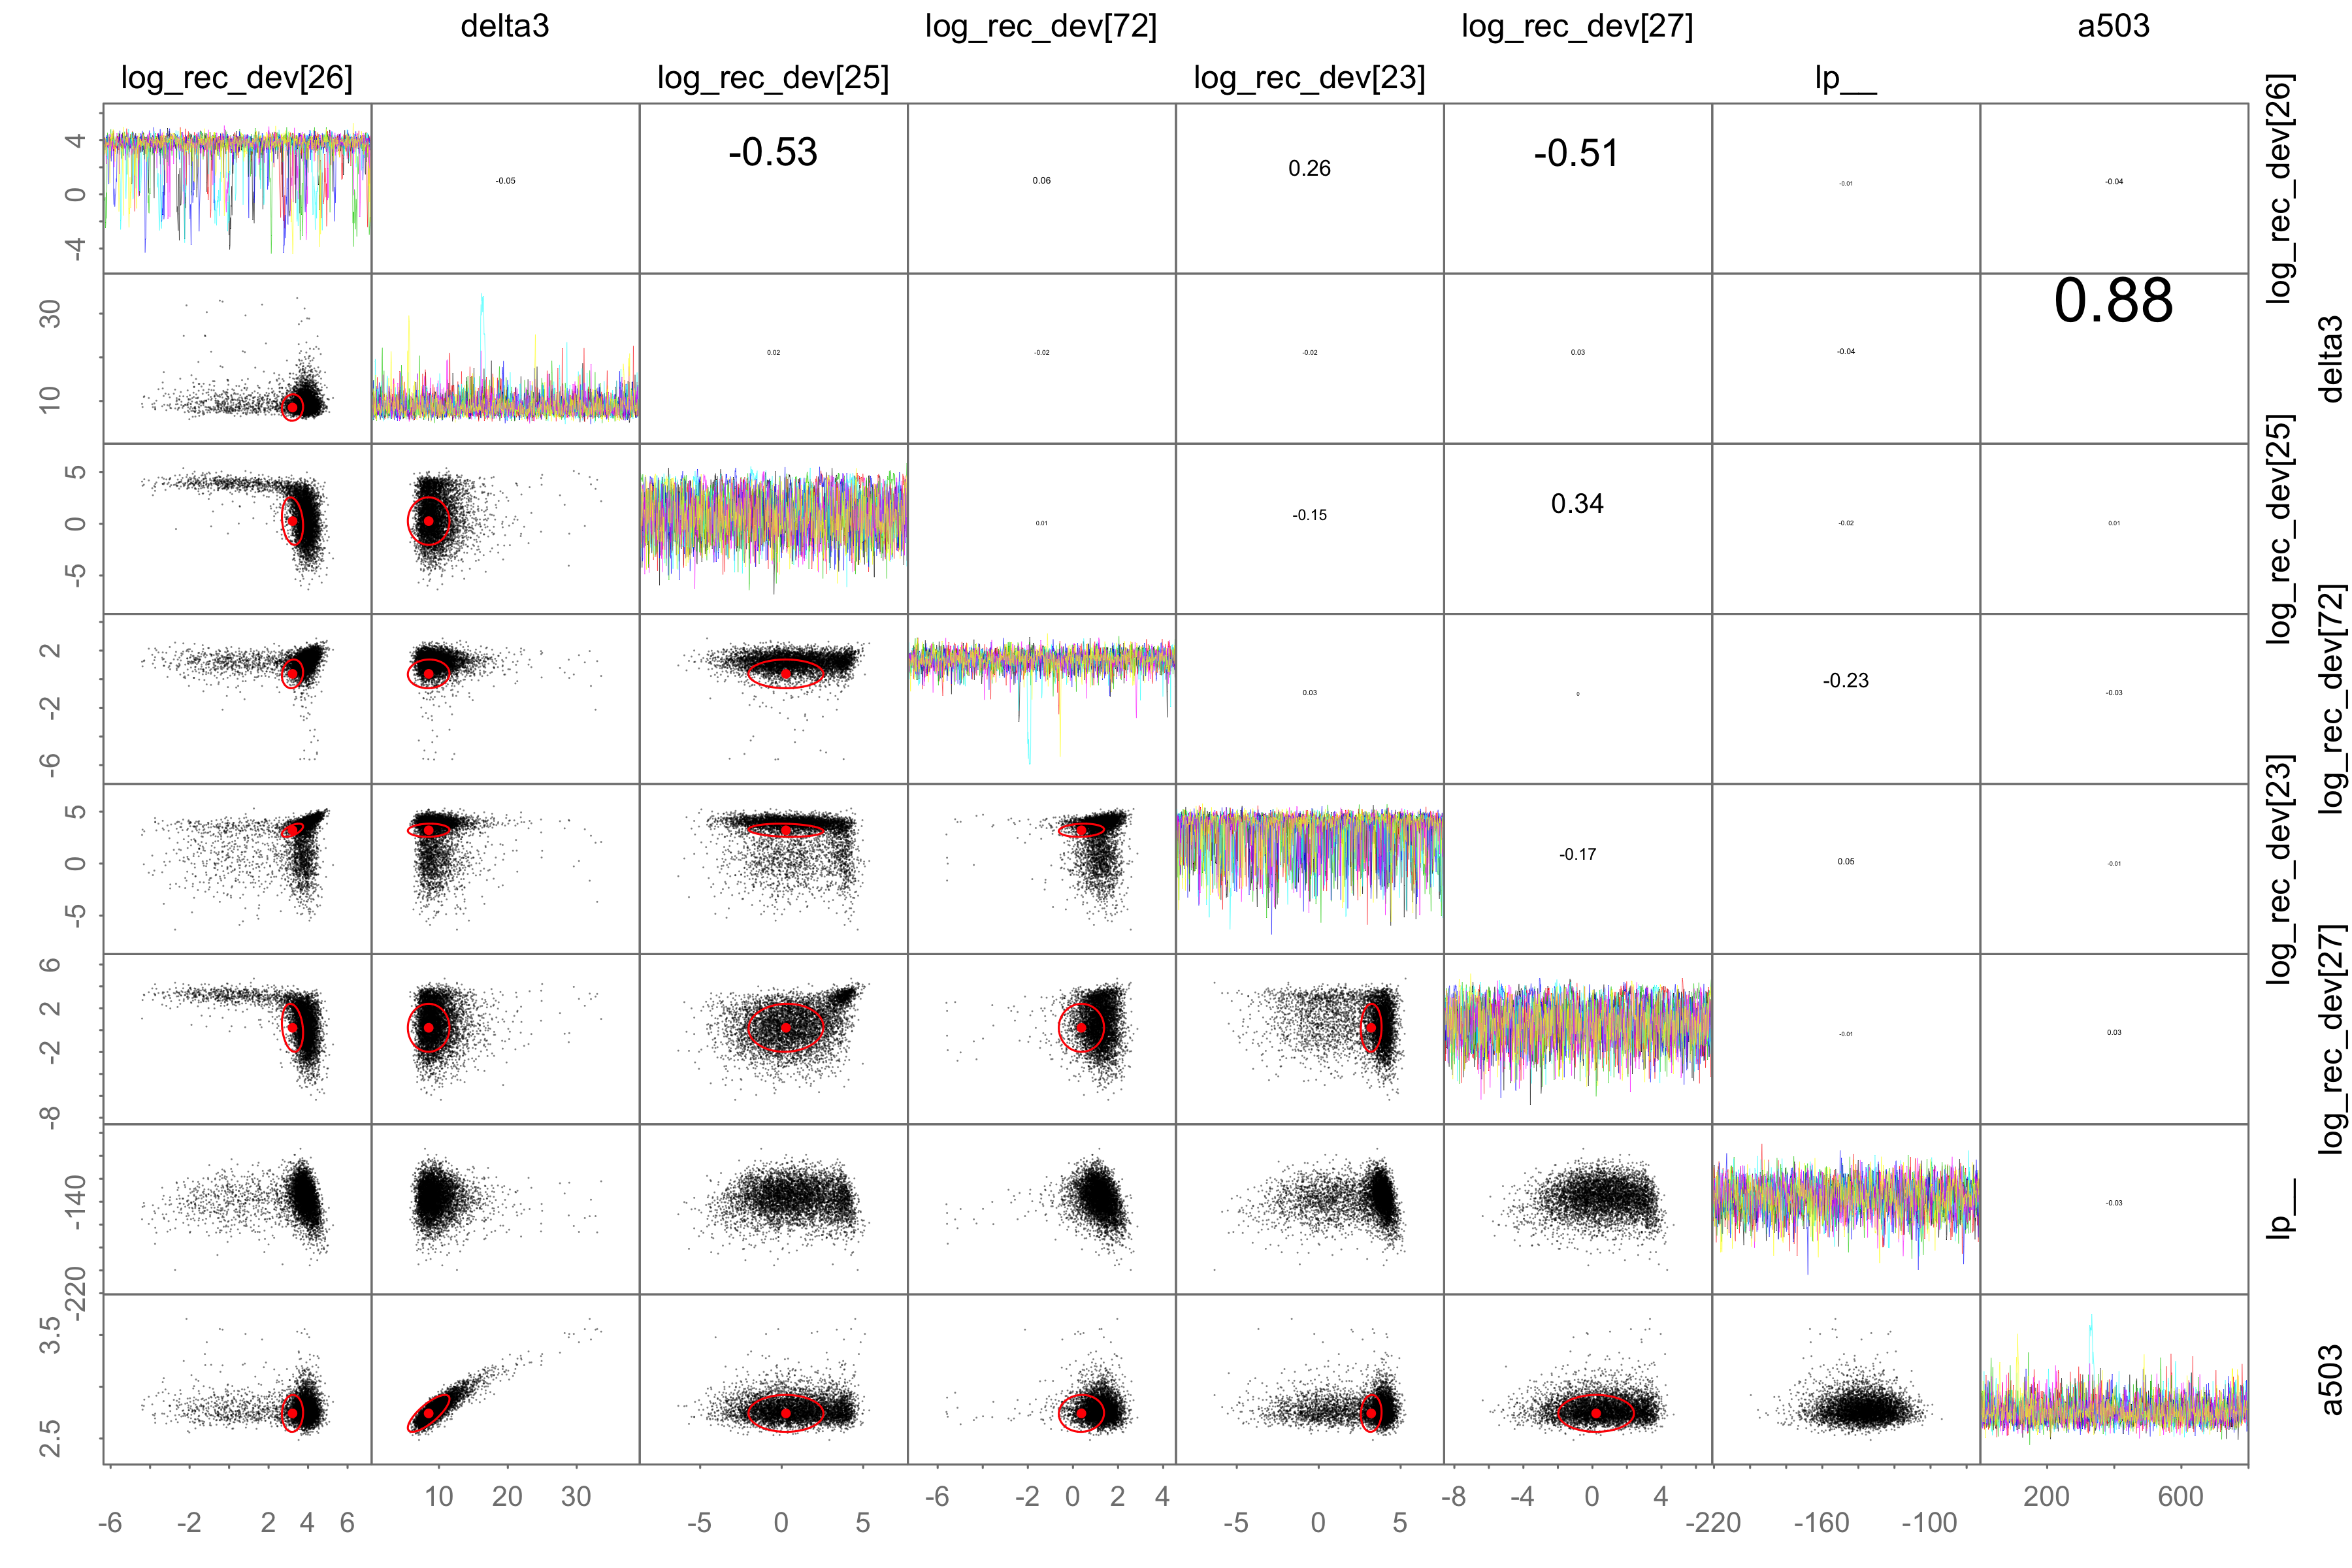 delta3 log_rec_dev[72] log_rec_dev[27] a503
log_rec_dev[26] log_rec_dev[25] log_rec_dev[23] lp__
4 0 -4 -0.05 -0.53 0.06 0.26 -0.51 -0.01 -0.04 log_rec_dev[26]
30 10 0.02 -0.02 -0.02 0.03 -0.04 0.88 delta3
5 0 -5 0.01 -0.15 0.34 -0.02 0.01 log_rec_dev[25]
2 -2 -6 0.03 0 -0.23 -0.03 log_rec_dev[72]
5 0 -5 -0.17 0.05 -0.01 log_rec_dev[23]
6 2 -2 -8 -0.01 0.03 log_rec_dev[27]
-140 -220 -0.03 lp__
3.5 2.5 a503
10 20 30 -6 -2 0 2 4 -8 -4 0 4 200 600
-6 -2 2 4 6 -5 0 5 -5 0 5 -220 -160 -100